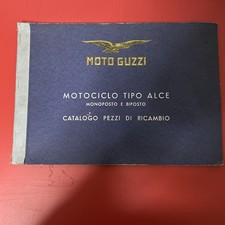 MOTO GUZZI
MOTOCICLO TIPO ALCE
MONOPOSTO E BIPOSTO
CATALOGO PEZZI DI RICAMBIO